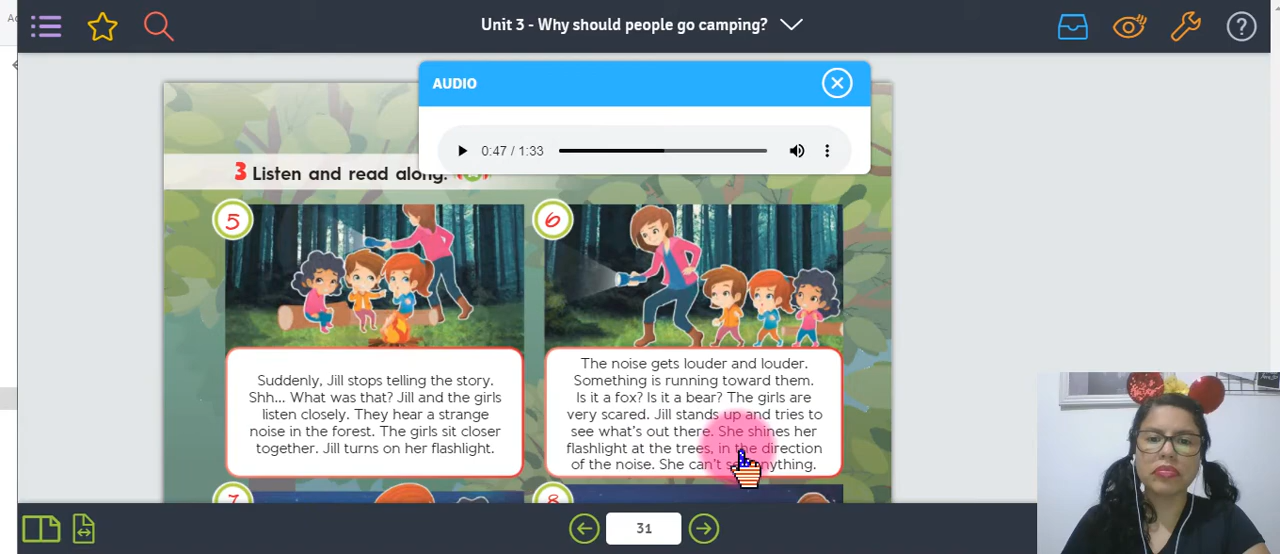 Unit 3 - Why should people go camping?
AUDIO
0:47 / 1:33
3 Listen and read along.
5
6
Suddenly, Jill stops telling the story.
Shh... What was that? Jill and the girls
listen closely. They hear a strange
noise in the forest. The girls sit closer
together. Jill turns on her flashlight.
The noise gets louder and louder.
Something is running toward them.
Is it a fox? Is it a bear? The girls are
very scared. Jill stands up and tries to
see what's out there. She shines her
flashlight at the trees, in the direction
of the noise. She can't see anything.
7
8
31